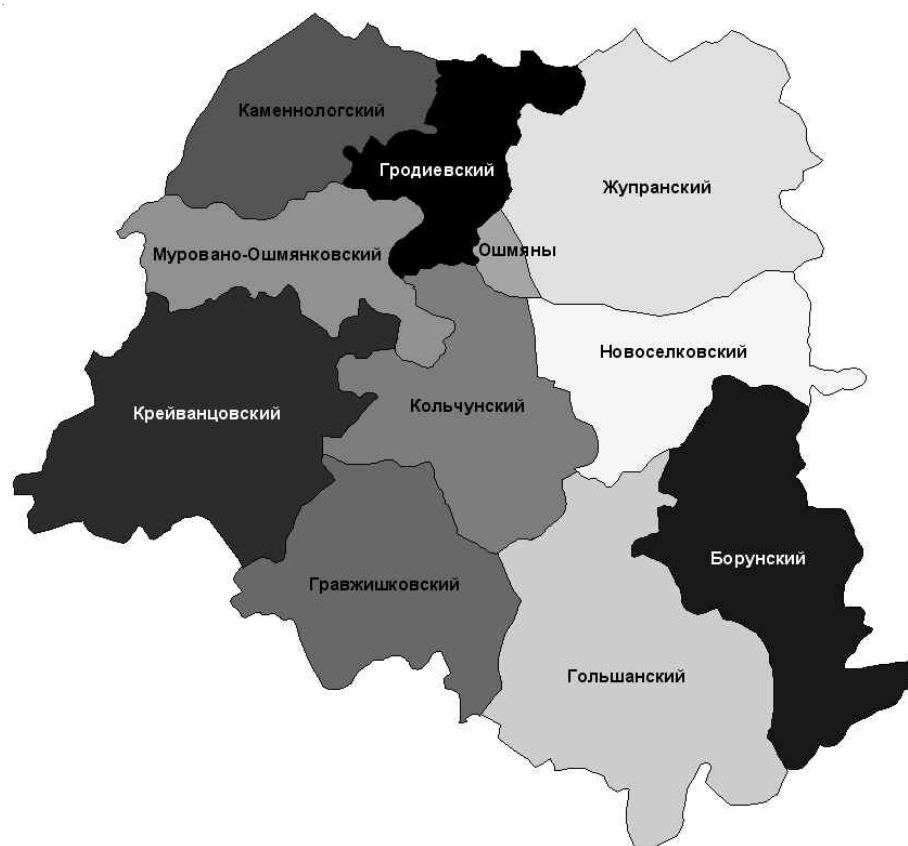 Каменнологский
Гродиевский
Жупранский
Муровано-Ошмянковский
Ошмяны
Новоселковский
Крейванцовский
Кольчунский
Борунский
Гравжишковский
Гольшанский